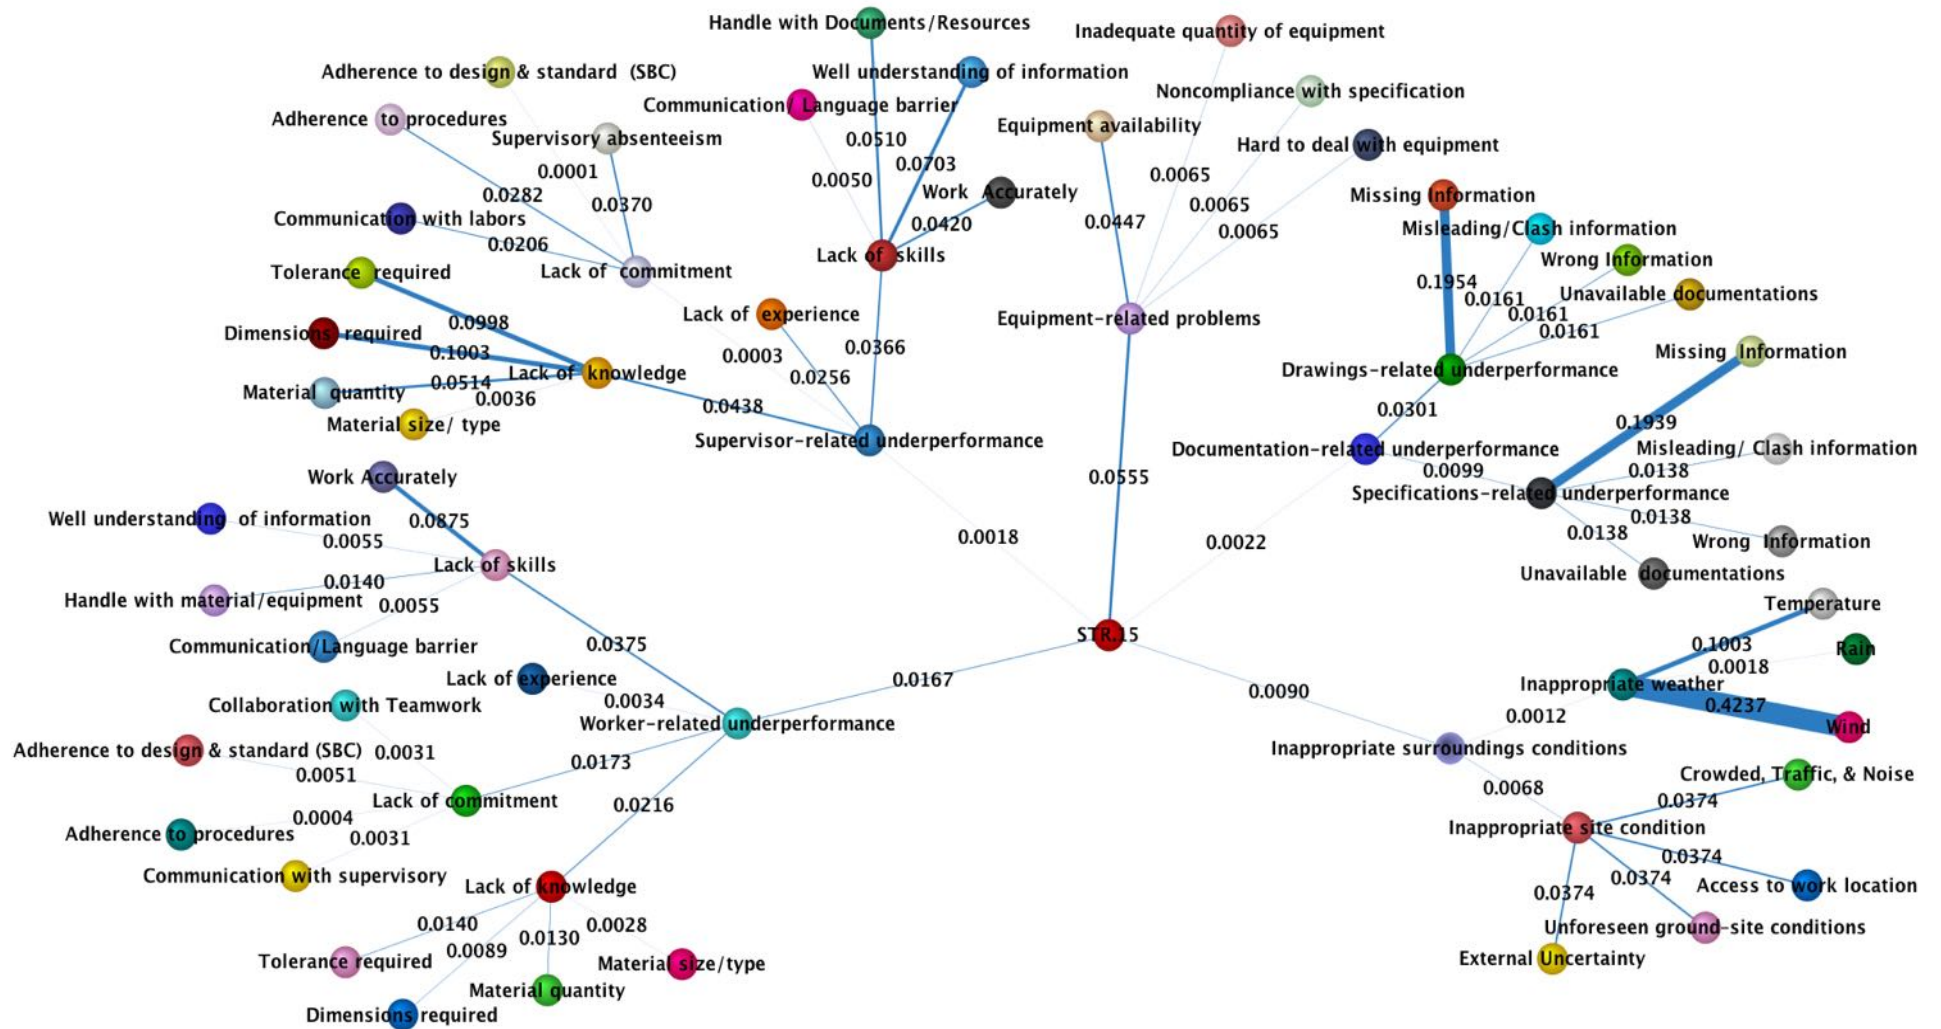 Handle with Documents/Resources
Inadequate quantity of equipment
Adherence to design & standard (SBC)
Well understanding of information
Communication/ Language barrier
Noncompliance with specification
Adherence to procedures
Supervisory absenteeism
Equipment availability
Hard to deal with equipment
0.0510
0.0703
0.0001
0.0050
0.0065
0.0282
0.0370
Work Accurately
Missing Information
0.0065
Communication with labors
0.0206
0.0420
0.0447
0.0065
Misleading/Clash information
Lack of skills
Wrong Information
Tolerance required
Lack of commitment
0.1954
0.0161
Unavailable documentations
Lack of experience
Equipment-related problems
0.0161
0.0998
0.0161
Dimensions required
0.1003
0.0003
0.0366
Missing Information
Lack of knowledge
0.0256
Drawings-related underperformance
Material quantity
0.0514
0.0036
0.0438
0.0301
Material size/ type
0.1939
Supervisor-related underperformance
Documentation-related underperformance
Misleading/ Clash information
0.0099
0.0138
Work Accurately
0.0555
Specifications-related underperformance
Well understanding of information
0.0875
0.0138
0.0055
0.0018
0.0022
0.0138
Wrong Information
Lack of skills
Unavailable documentations
0.0140
Handle with material/equipment
0.0055
Temperature
STR.15
0.1003
Communication/Language barrier
0.0375
Rain
0.0018
Lack of experience
0.0167
0.0090
Inappropriate weather
0.0034
0.4237
Collaboration with Teamwork
0.0012
Worker-related underperformance
Wind
Adherence to design & standard (SBC)
0.0031
Inappropriate surroundings conditions
0.0173
0.0051
Crowded, Traffic, & Noise
0.0068
Lack of commitment
0.0216
0.0374
0.0004
Adherence to procedures
0.0031
Inappropriate site condition
0.0374
Communication with supervisory
Lack of knowledge
0.0374
0.0374
Access to work location
0.0140
0.0028
Unforeseen ground-site conditions
0.0089
0.0130
Tolerance required
Material size/type
External Uncertainty
Material quantity
Dimensions required